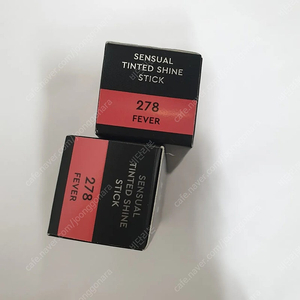 SENSUAL
TINTED SHINE
STICK
278
FEVER
SENSUAL
TINTED SHINE
STICK
278
FEVER